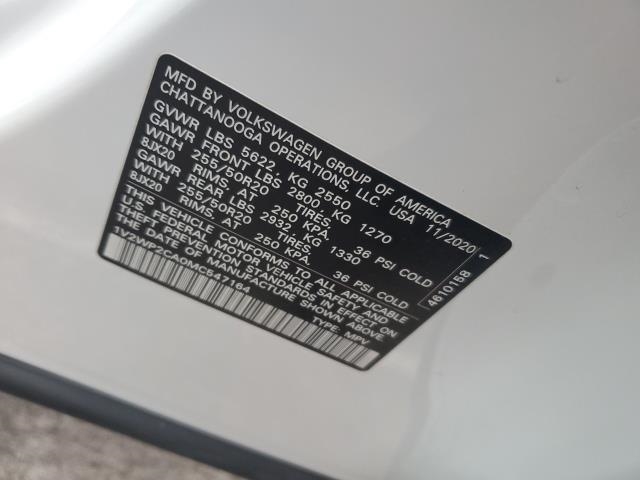 MFD BY VOLKSWAGEN GROUP OF AMERICA
CHATTANOOGA OPERATIONS, LLC. USA 11/2020
GVWR LBS 5622, KG 2550
GAWR FRONT LBS 2800, KG 1270
WITH 255/50R20 TIRES, 36 PSI COLD
8JX20 RIMS AT 250 KPA.
GAWR REAR LBS 2932, KG 1330
WITH 255/50R20 TIRES, 36 PSI COLD
8JX20 RIMS, AT 250 KPA.
THIS VEHICLE CONFORMS TO ALL APPLICABLE
FEDERAL MOTOR VEHICLE SAFETY AND
THEFT PREVENTION STANDARDS IN EFFECT ON
THE DATE OF MANUFACTURE SHOWN ABOVE.
1V2WP2CA0MC547164 TYPE: MPV
4610158 1